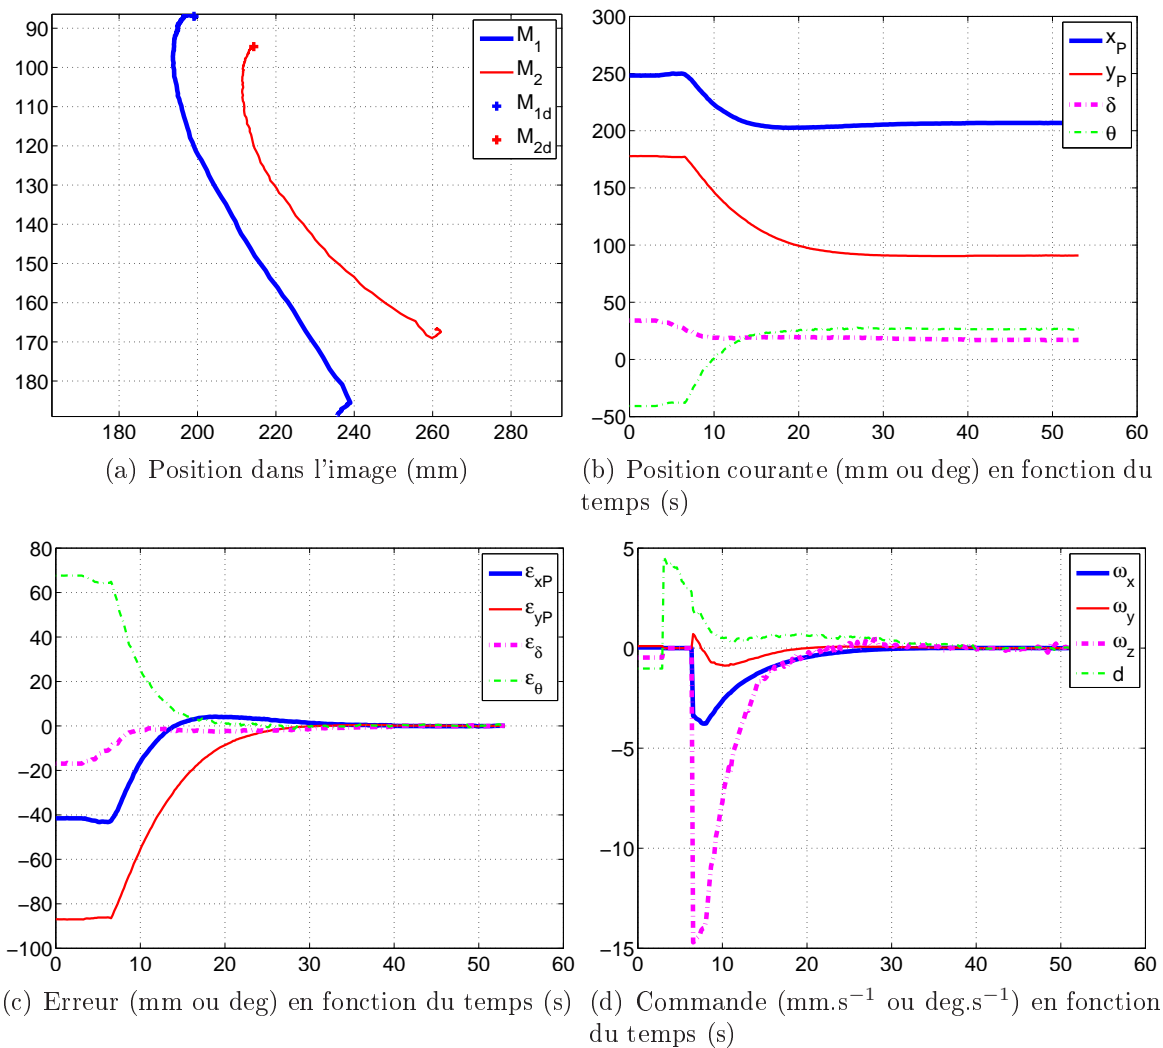 90
100
110
120
130
140
150
160
170
180
180 200 220 240 260 280
M1
M2
M1d
M2d
(a) Position dans l'image (mm)
300
250
200
150
100
50
0
−50
0 10 20 30 40 50 60
xP
yP
δ
θ
(b) Position courante (mm ou deg) en fonction du
temps (s)
80
60
40
20
0
−20
−40
−60
−80
−100
0 10 20 30 40 50 60
εxP
εyP
εδ
εθ
(c) Erreur (mm ou deg) en fonction du temps (s)
5
0
−5
−10
−15
0 10 20 30 40 50 60
ωx
ωy
ωz
d
(d) Commande (mm.s−1 ou deg.s−1) en fonction
du temps (s)